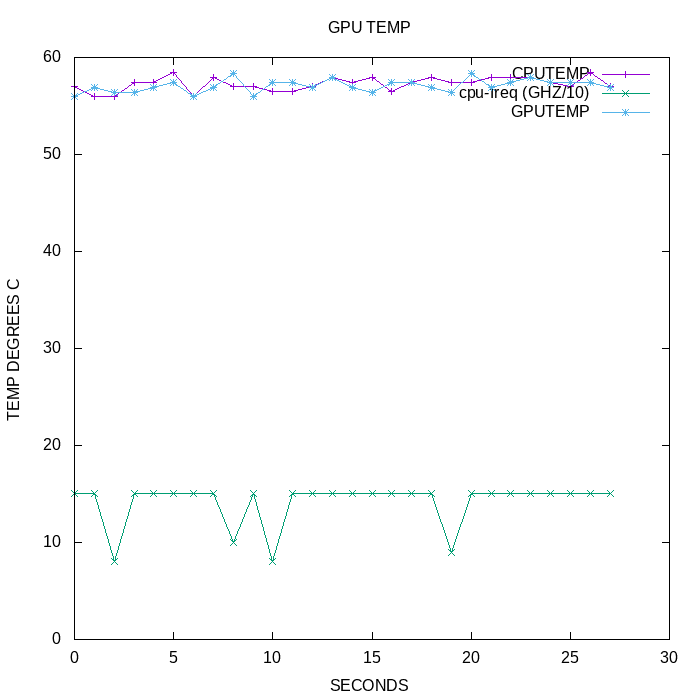 GPU TEMP
CPUTEMP
cpu-freq (GHZ/10)
GPUTEMP
60
50
40
30
20
10
0
TEMP DEGREES C
0 5 10 15 20 25 30
SECONDS